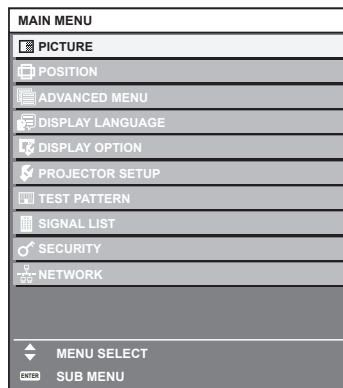 MAIN MENU
PICTURE
POSITION
ADVANCED MENU
DISPLAY LANGUAGE
DISPLAY OPTION
PROJECTOR SETUP
TEST PATTERN
SIGNAL LIST
SECURITY
NETWORK
MENU SELECT
ENTER SUB MENU